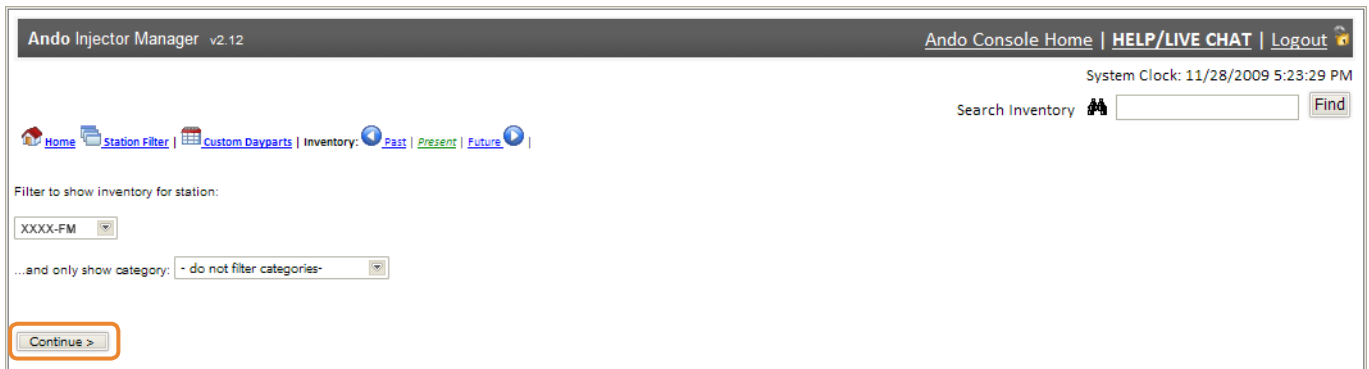 Ando Injector Manager v2.12
Ando Console Home | HELP/LIVE CHAT | Logout
System Clock: 11/28/2009 5:23:29 PM
Search Inventory Find
Home Station Filter | Custom Dayparts | Inventory: Past | Present | Future |
Filter to show inventory for station:
XXXX-FM
...and only show category: - do not filter categories-
Continue >